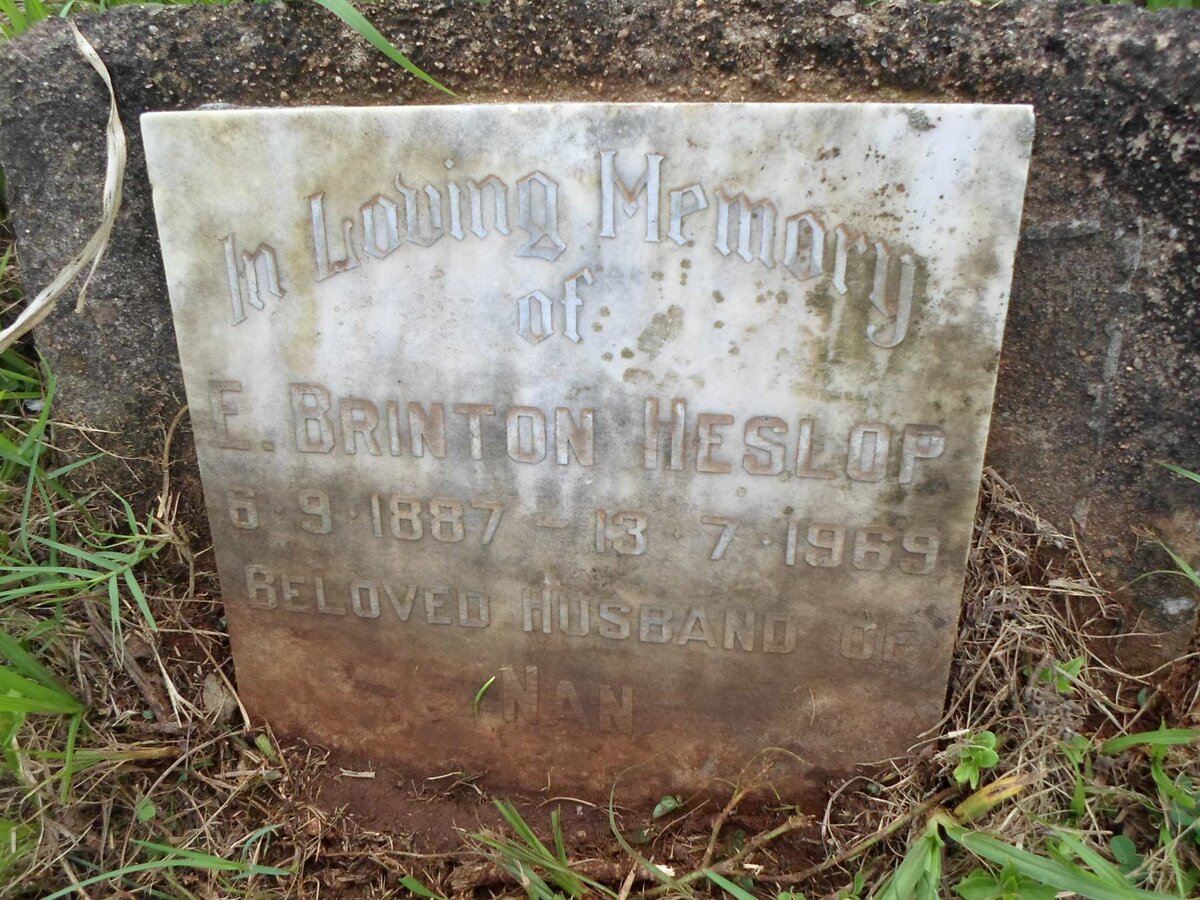 In Loving Memory
of
E. BRINTON HESLOP
6·9·1887 – 13·7·1969
BELOVED HUSBAND OF
NAN